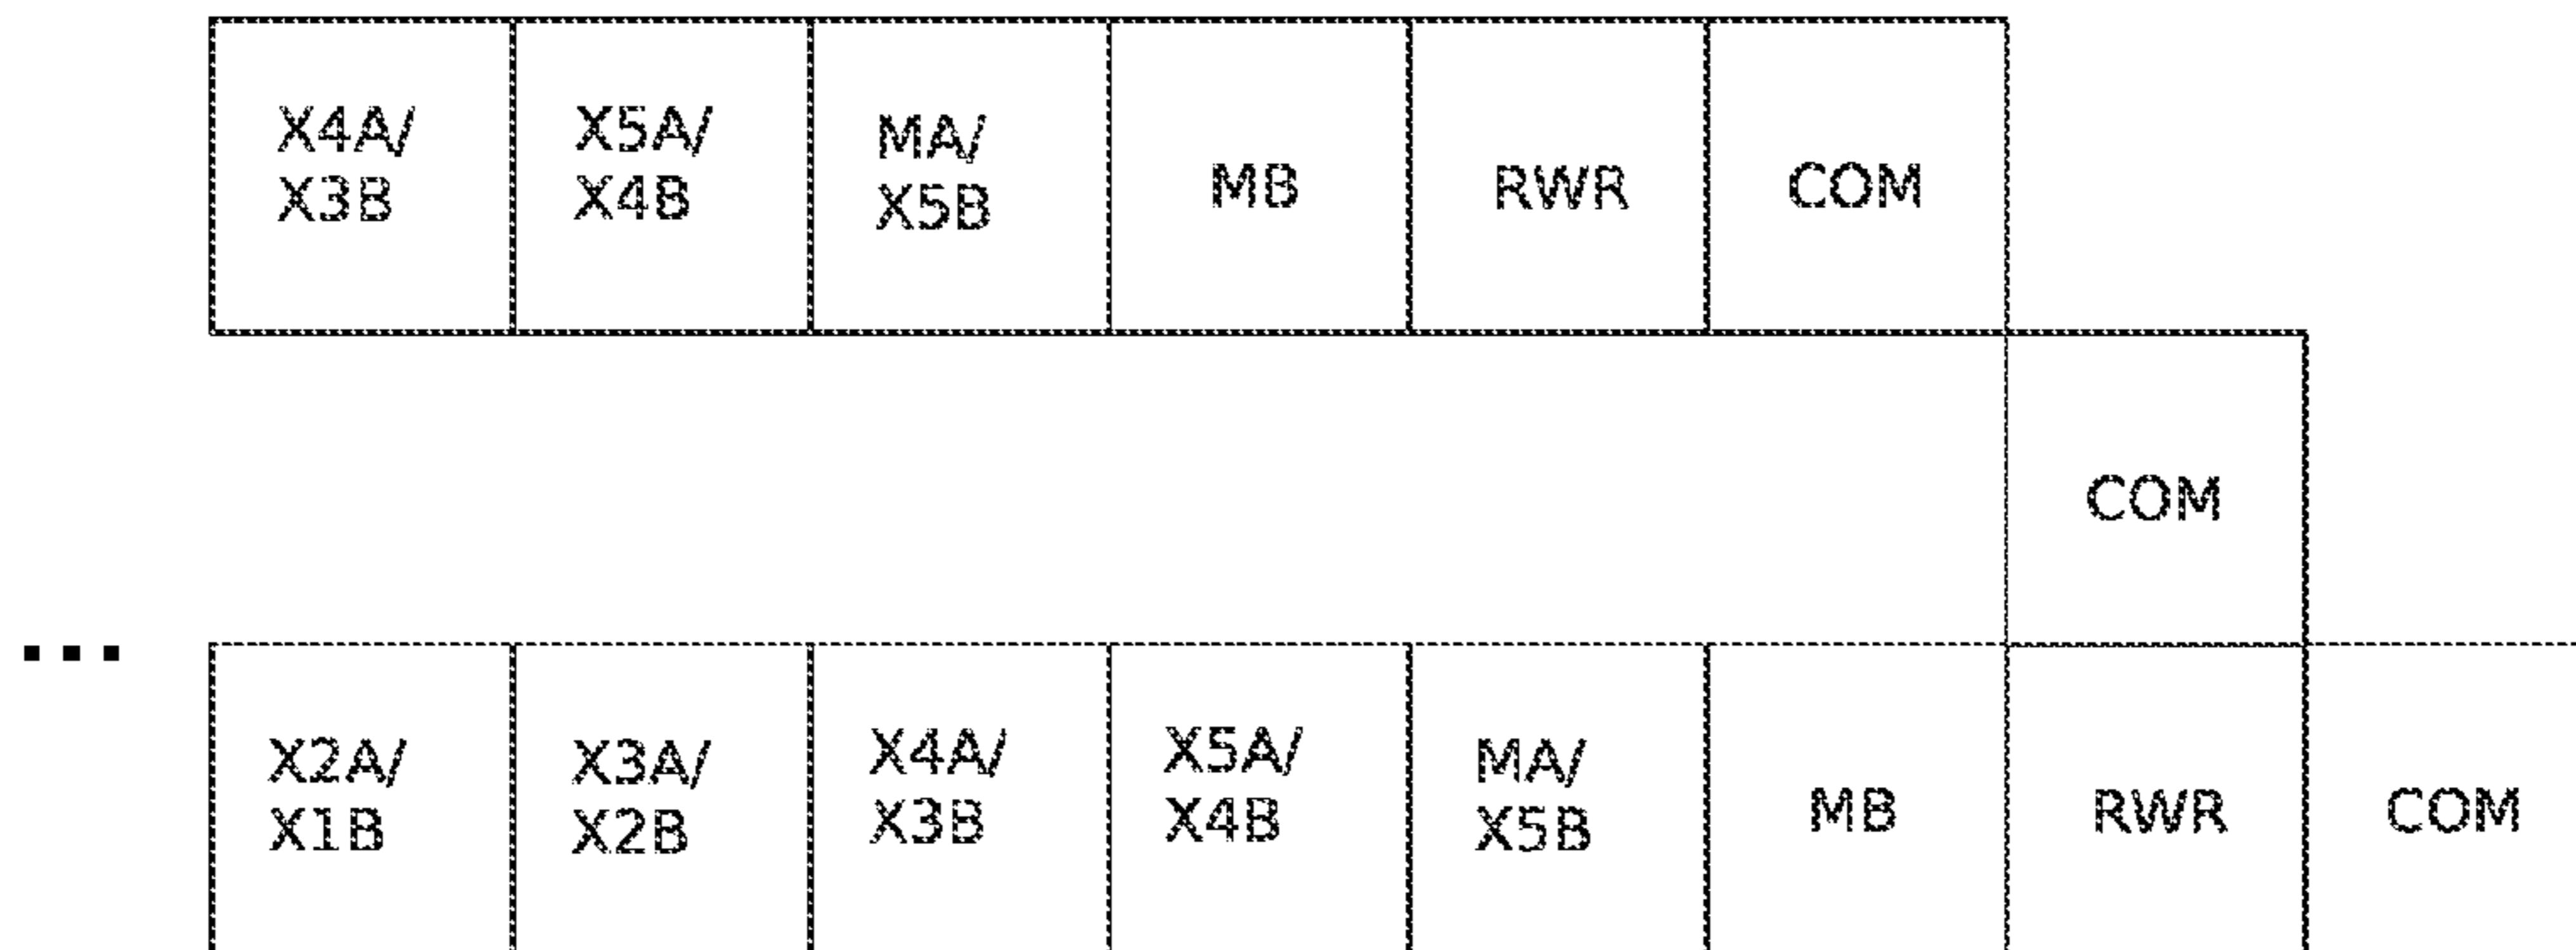 X4A/
X3B
X5A/
X4B
MA/
X5B
MB
RWR
COM
COM
...
X2A/
X1B
X3A/
X2B
X4A/
X3B
X5A/
X4B
MA/
X5B
MB
RWR
COM